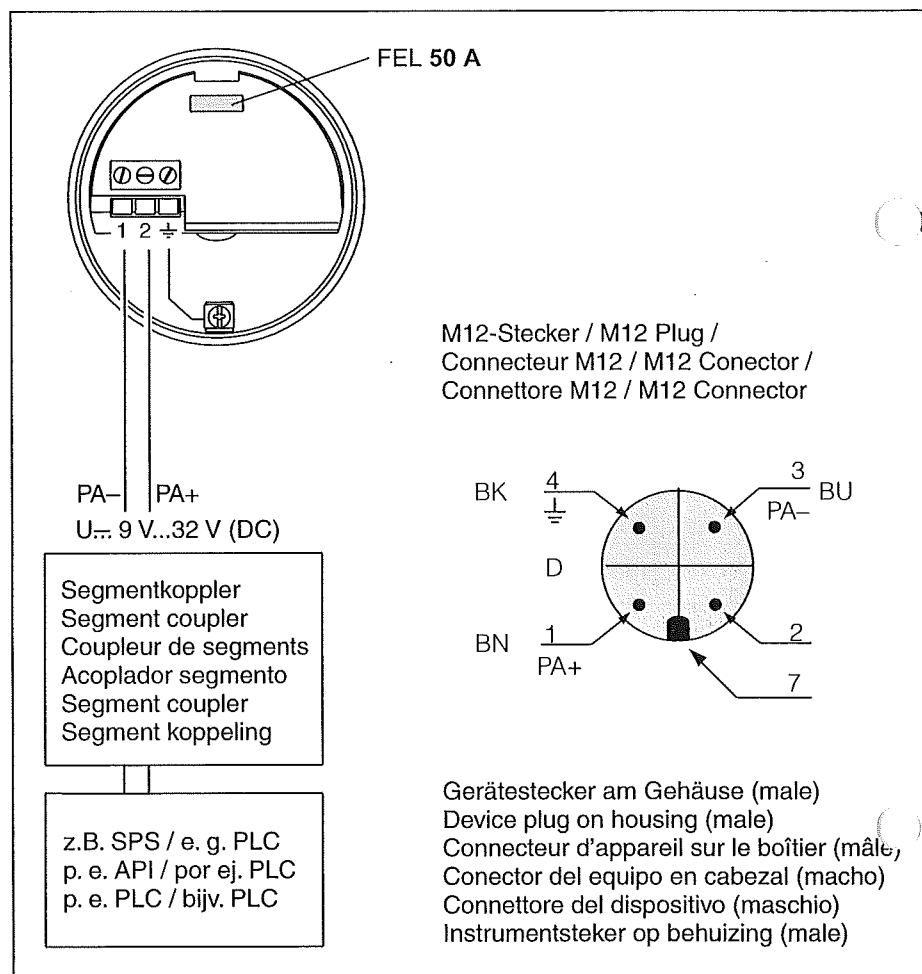 FEL 50 A
1 2
PA– PA+
U⎓ 9 V...32 V (DC)
Segmentkoppler
Segment coupler
Coupleur de segments
Acoplador segmento
Segment coupler
Segment koppeling
z.B. SPS / e. g. PLC
p. e. API / por ej. PLC
p. e. PLC / bijv. PLC
M12-Stecker / M12 Plug /
Connecteur M12 / M12 Conector /
Connettore M12 / M12 Connector
BK 4
3 BU
PA–
D
BN 1
PA+
2
7
Gerätestecker am Gehäuse (male)
Device plug on housing (male)
Connecteur d'appareil sur le boîtier (mâle)
Conector del equipo en cabezal (macho)
Connettore del dispositivo (maschio)
Instrumentsteker op behuizing (male)